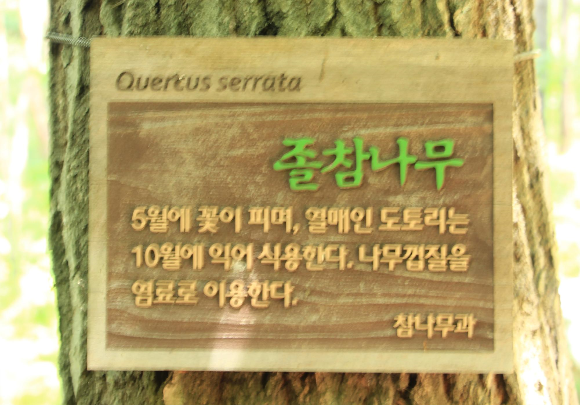 Quercus serrata
졸참나무
5월에 꽃이 피며, 열매인 도토리는
10월에 익어 식용한다. 나무껍질을
염료로 이용한다.
참나무과